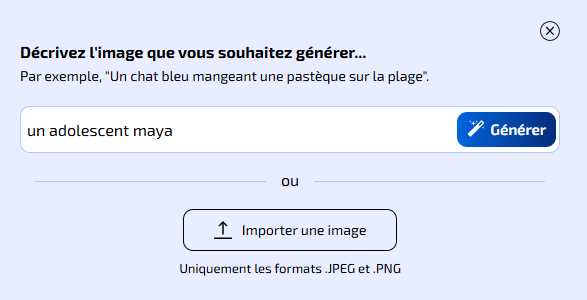 Décrivez l'image que vous souhaitez générer...
Par exemple, "Un chat bleu mangeant une pastèque sur la plage".
un adolescent maya
Générer
ou
Importer une image
Uniquement les formats .JPEG et .PNG